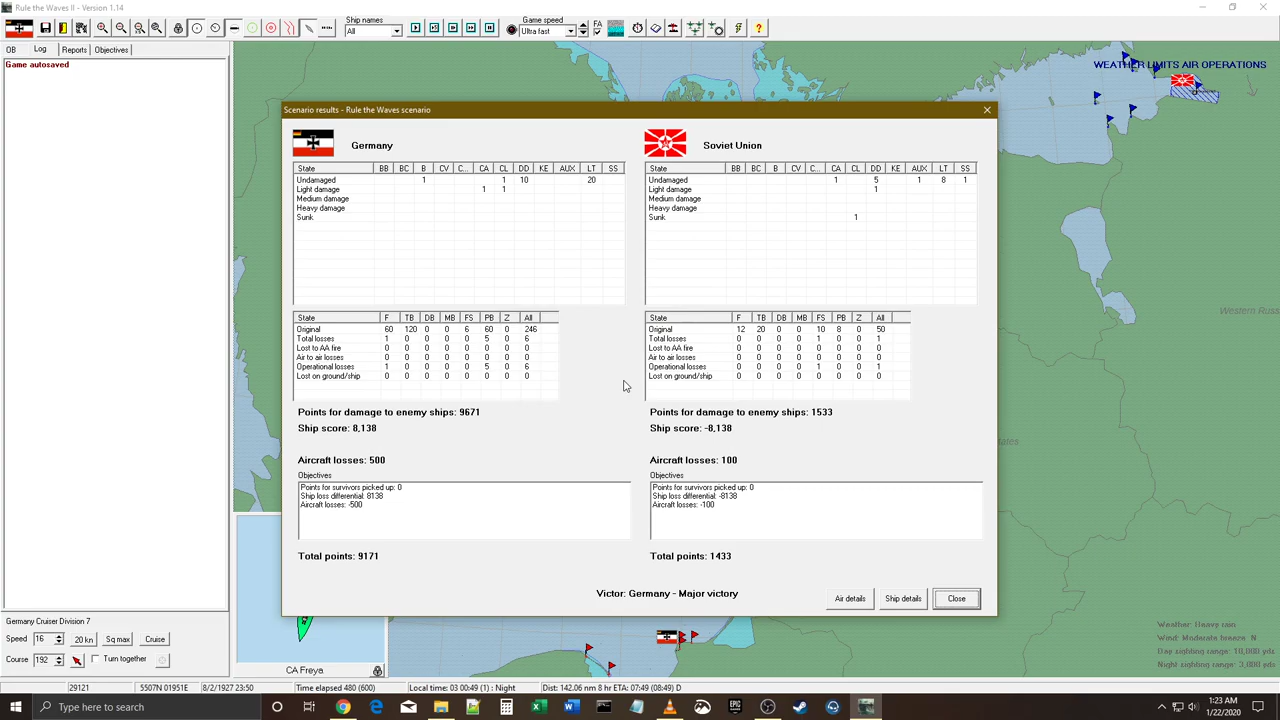 Rule the Waves II - Version 1.14
Ship names
All
Game speed
Ultra fast
FA
OB Log Reports Objectives
Game autosaved
WEATHER LIMITS AIR OPERATIONS
Scenario results - Rule the Waves scenario
Germany
State BB BC B CV C... CA CL DD KE AUX LT SS
Undamaged 1 1 10 20
Light damage 1 1
Medium damage
Heavy damage
Sunk
State F TB DB MB FS PB Z All
Original 60 120 0 0 6 60 0 246
Total losses 1 0 0 0 0 5 0 6
Lost to AA fire 0 0 0 0 0 0 0 0
Air to air losses 0 0 0 0 0 0 0 0
Operational losses 1 0 0 0 0 5 0 6
Lost on ground/ship 0 0 0 0 0 0 0 0
Points for damage to enemy ships: 9671
Ship score: 8,138
Aircraft losses: 500
Objectives
Points for survivors picked up: 0
Ship loss differential: 8138
Aircraft losses: -500
Total points: 9171
Soviet Union
State BB BC B CV C... CA CL DD KE AUX LT SS
Undamaged 1 5 1 8 1
Light damage 1
Medium damage
Heavy damage
Sunk 1
State F TB DB MB FS PB Z All
Original 12 20 0 0 10 8 0 50
Total losses 0 0 0 0 1 0 0 1
Lost to AA fire 0 0 0 0 0 0 0 0
Air to air losses 0 0 0 0 0 0 0 0
Operational losses 0 0 0 0 1 0 0 1
Lost on ground/ship 0 0 0 0 0 0 0 0
Points for damage to enemy ships: 1533
Ship score: -8,138
Aircraft losses: 100
Objectives
Points for survivors picked up: 0
Ship loss differential: -8138
Aircraft losses: -100
Total points: 1433
Victor: Germany - Major victory
Air details Ship details Close
Western Rus
ates.
Germany Cruiser Division 7
Speed 16 20 kn Sq max Cruise
Course 192 Turn together
CA Freya
Weather: Heavy rain
Wind: Moderate breeze N
Day sighting range: 10,000 yds
Night sighting range: 3,000 yds
29121 5507N 01951E 8/2/1927 23:50 Time elapsed 480 (600) Local time: 03 00:49 (1) : Night Dist: 142.06 nm 8 hr ETA: 07:49 (08:49) D
Type here to search
1:23 AM
1/22/2020